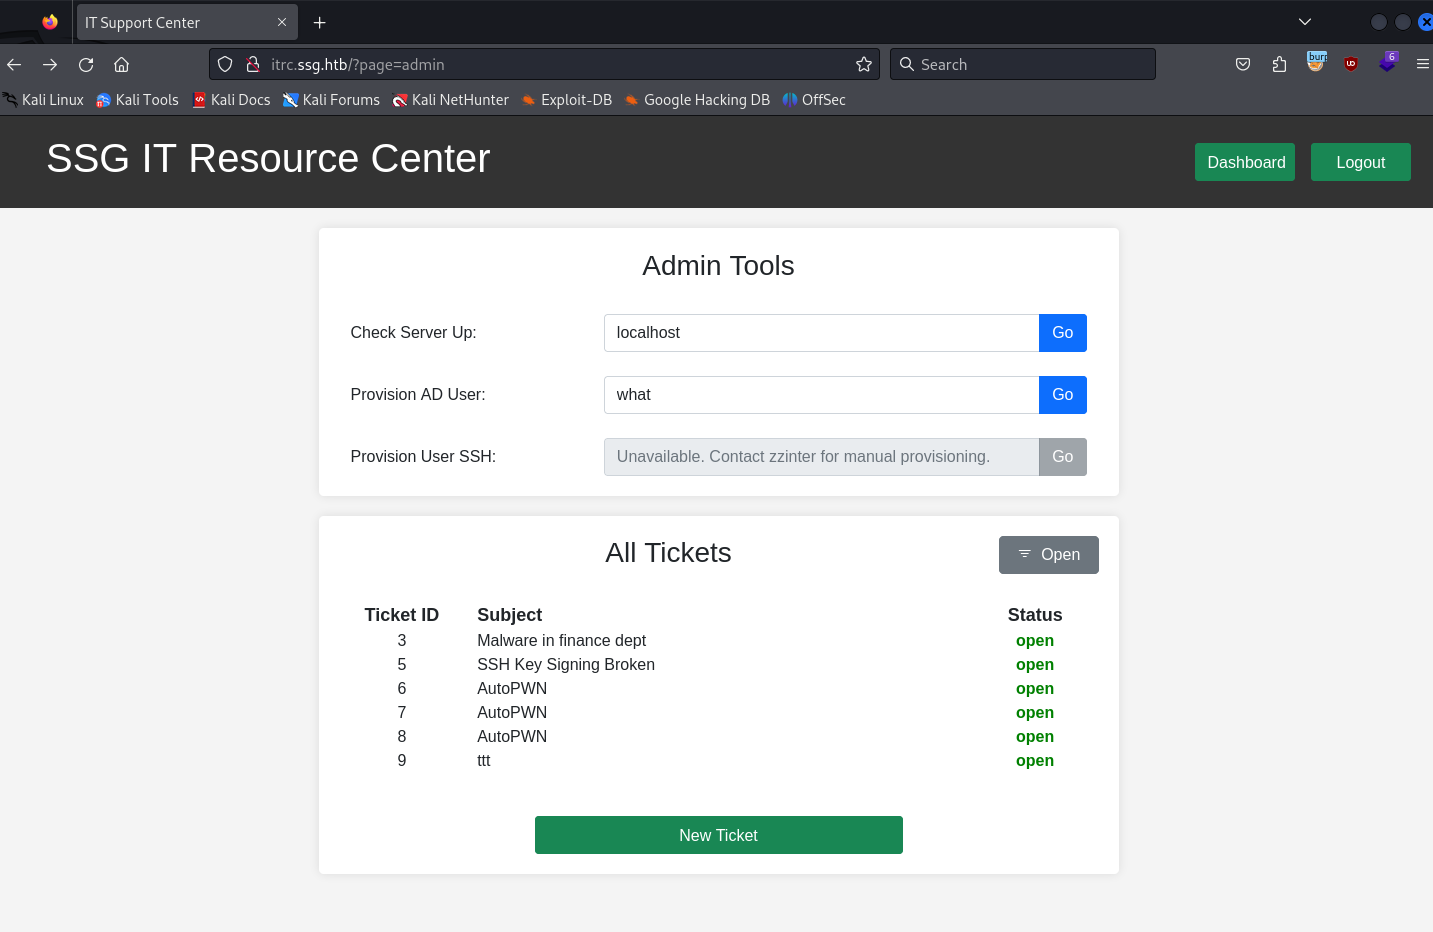 IT Support Center
itrc.ssg.htb/?page=admin
Search
burp
6
Kali Linux
Kali Tools
Kali Docs
Kali Forums
Kali NetHunter
Exploit-DB
Google Hacking DB
OffSec
SSG IT Resource Center
Dashboard
Logout
Admin Tools
Check Server Up: localhost Go
Provision AD User: what Go
Provision User SSH: Unavailable. Contact zzinter for manual provisioning. Go
All Tickets
Open
Ticket ID Subject Status
3 Malware in finance dept open
5 SSH Key Signing Broken open
6 AutoPWN open
7 AutoPWN open
8 AutoPWN open
9 ttt open
New Ticket